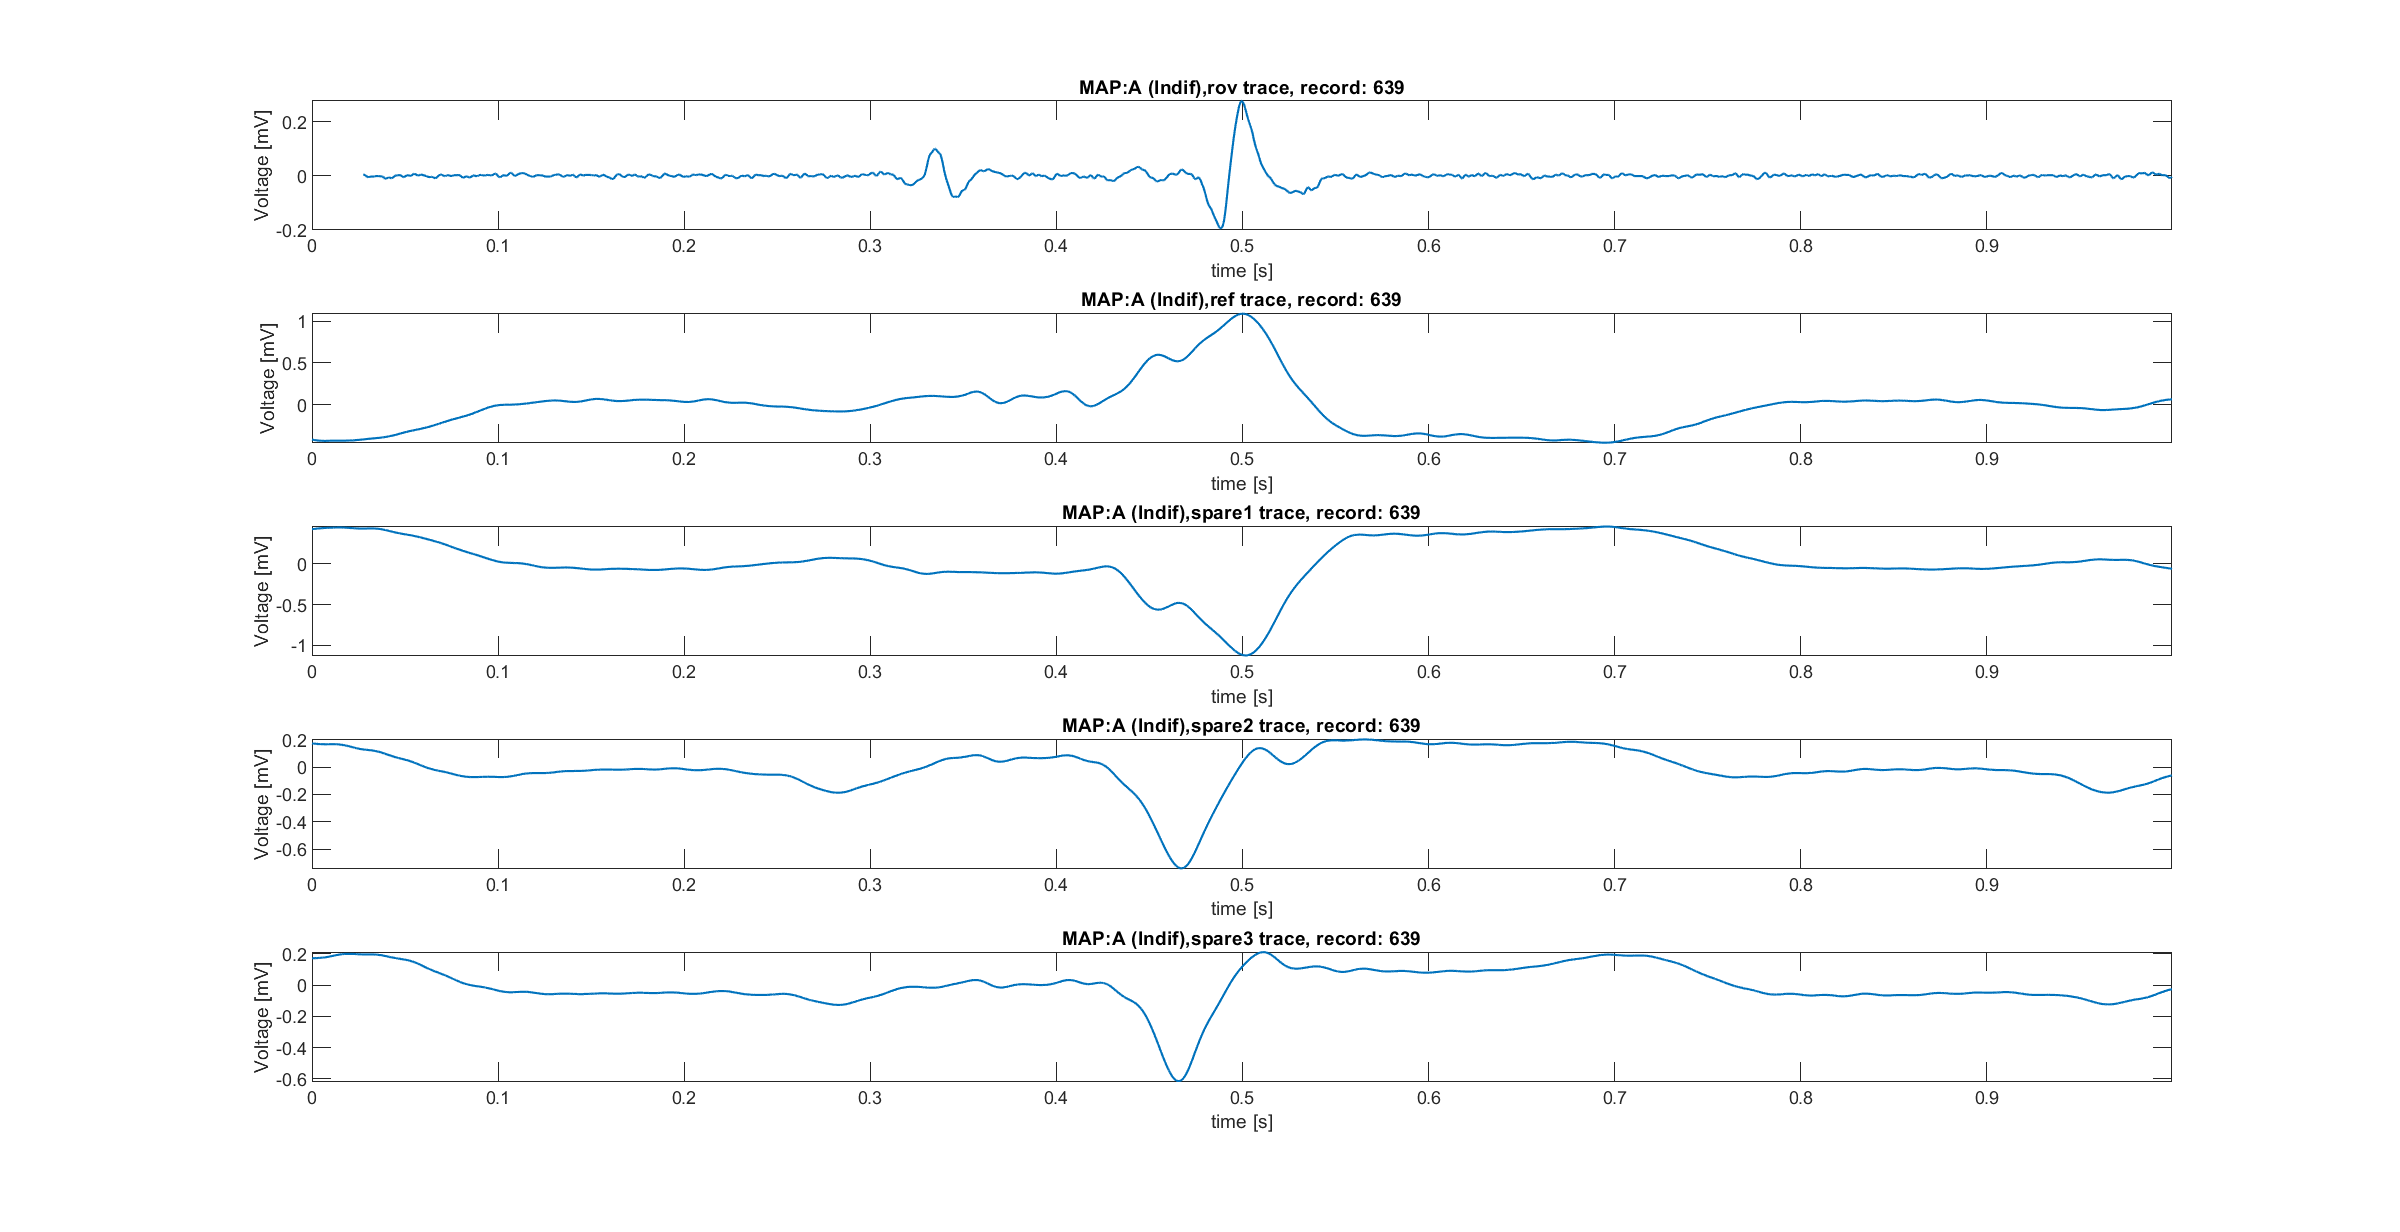 MAP:A (Indif),rov trace, record: 639
Voltage [mV]
0.2
0
-0.2
0 0.1 0.2 0.3 0.4 0.5 0.6 0.7 0.8 0.9
time [s]
MAP:A (Indif),ref trace, record: 639
Voltage [mV]
1
0.5
0
0 0.1 0.2 0.3 0.4 0.5 0.6 0.7 0.8 0.9
time [s]
MAP:A (Indif),spare1 trace, record: 639
Voltage [mV]
0
-0.5
-1
0 0.1 0.2 0.3 0.4 0.5 0.6 0.7 0.8 0.9
time [s]
MAP:A (Indif),spare2 trace, record: 639
Voltage [mV]
0.2
0
-0.2
-0.4
-0.6
0 0.1 0.2 0.3 0.4 0.5 0.6 0.7 0.8 0.9
time [s]
MAP:A (Indif),spare3 trace, record: 639
Voltage [mV]
0.2
0
-0.2
-0.4
-0.6
0 0.1 0.2 0.3 0.4 0.5 0.6 0.7 0.8 0.9
time [s]